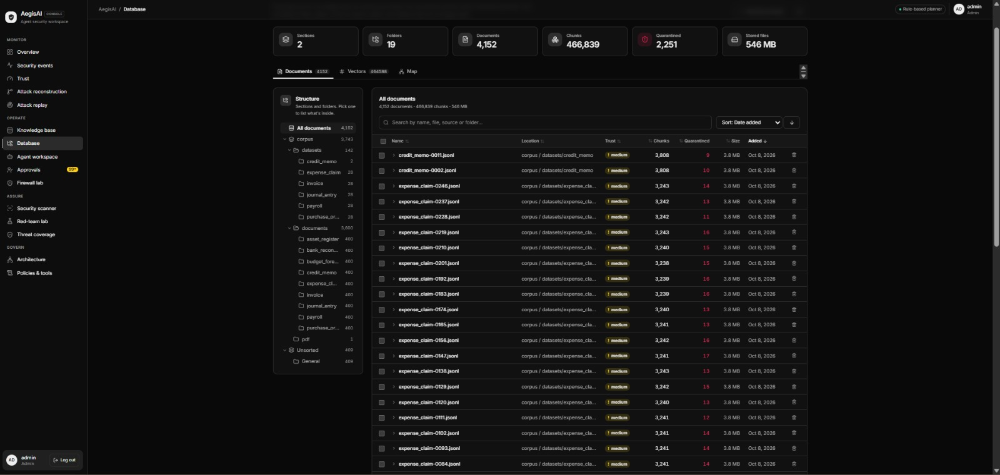 AegisAI CONSOLE
Agent security workspace
AegisAI / Database
Rule-based planner
AD admin
Admin
MONITOR
Overview
Security events
Trust
Attack reconstruction
Attack replay
OPERATE
Knowledge base
Database
Agent workspace
Approvals 99+
Firewall lab
ASSURE
Security scanner
Red-team lab
Threat coverage
GOVERN
Architecture
Policies & tools
AD admin
Admin
Log out
Sections
2
Folders
19
Documents
4,152
Chunks
466,839
Quarantined
2,251
Stored files
546 MB
Documents 4152
Vectors 464588
Map
Structure
Sections and folders. Pick one
to list what's inside.
All documents 4,152
corpus 3,743
datasets 142
credit_memo 2
expense_claim 28
invoice 28
journal_entry 28
payroll 28
purchase_or... 28
documents 3,600
asset_register 400
bank_recon... 400
budget_fore... 400
credit_memo 400
expense_cl... 400
invoice 400
journal_entry 400
payroll 400
purchase_or... 400
pdf 1
Unsorted 409
General 409
All documents
4,152 documents · 466,839 chunks · 546 MB
Search by name, file, source or folder...
Sort: Date added
Name Location Trust Chunks Quarantined Size Added
credit_memo-0011.jsonl corpus / datasets/credit_memo ! medium 3,808 9 3.8 MB Oct 8, 2026
credit_memo-0002.jsonl corpus / datasets/credit_memo ! medium 3,808 10 3.8 MB Oct 8, 2026
expense_claim-0246.jsonl corpus / datasets/expense_cla... ! medium 3,243 14 3.8 MB Oct 8, 2026
expense_claim-0237.jsonl corpus / datasets/expense_cla... ! medium 3,242 13 3.8 MB Oct 8, 2026
expense_claim-0228.jsonl corpus / datasets/expense_cla... ! medium 3,242 11 3.8 MB Oct 8, 2026
expense_claim-0219.jsonl corpus / datasets/expense_cla... ! medium 3,243 16 3.8 MB Oct 8, 2026
expense_claim-0210.jsonl corpus / datasets/expense_cla... ! medium 3,240 15 3.8 MB Oct 8, 2026
expense_claim-0201.jsonl corpus / datasets/expense_cla... ! medium 3,238 15 3.8 MB Oct 8, 2026
expense_claim-0192.jsonl corpus / datasets/expense_cla... ! medium 3,239 16 3.8 MB Oct 8, 2026
expense_claim-0183.jsonl corpus / datasets/expense_cla... ! medium 3,239 16 3.8 MB Oct 8, 2026
expense_claim-0174.jsonl corpus / datasets/expense_cla... ! medium 3,240 13 3.8 MB Oct 8, 2026
expense_claim-0165.jsonl corpus / datasets/expense_cla... ! medium 3,241 13 3.8 MB Oct 8, 2026
expense_claim-0156.jsonl corpus / datasets/expense_cla... ! medium 3,242 16 3.8 MB Oct 8, 2026
expense_claim-0147.jsonl corpus / datasets/expense_cla... ! medium 3,241 17 3.8 MB Oct 8, 2026
expense_claim-0138.jsonl corpus / datasets/expense_cla... ! medium 3,243 13 3.8 MB Oct 8, 2026
expense_claim-0129.jsonl corpus / datasets/expense_cla... ! medium 3,242 15 3.8 MB Oct 8, 2026
expense_claim-0120.jsonl corpus / datasets/expense_cla... ! medium 3,240 13 3.8 MB Oct 8, 2026
expense_claim-0111.jsonl corpus / datasets/expense_cla... ! medium 3,241 12 3.8 MB Oct 8, 2026
expense_claim-0102.jsonl corpus / datasets/expense_cla... ! medium 3,241 14 3.8 MB Oct 8, 2026
expense_claim-0093.jsonl corpus / datasets/expense_cla... ! medium 3,241 14 3.8 MB Oct 8, 2026
expense_claim-0084.jsonl corpus / datasets/expense_cla... ! medium 3,241 14 3.8 MB Oct 8, 2026